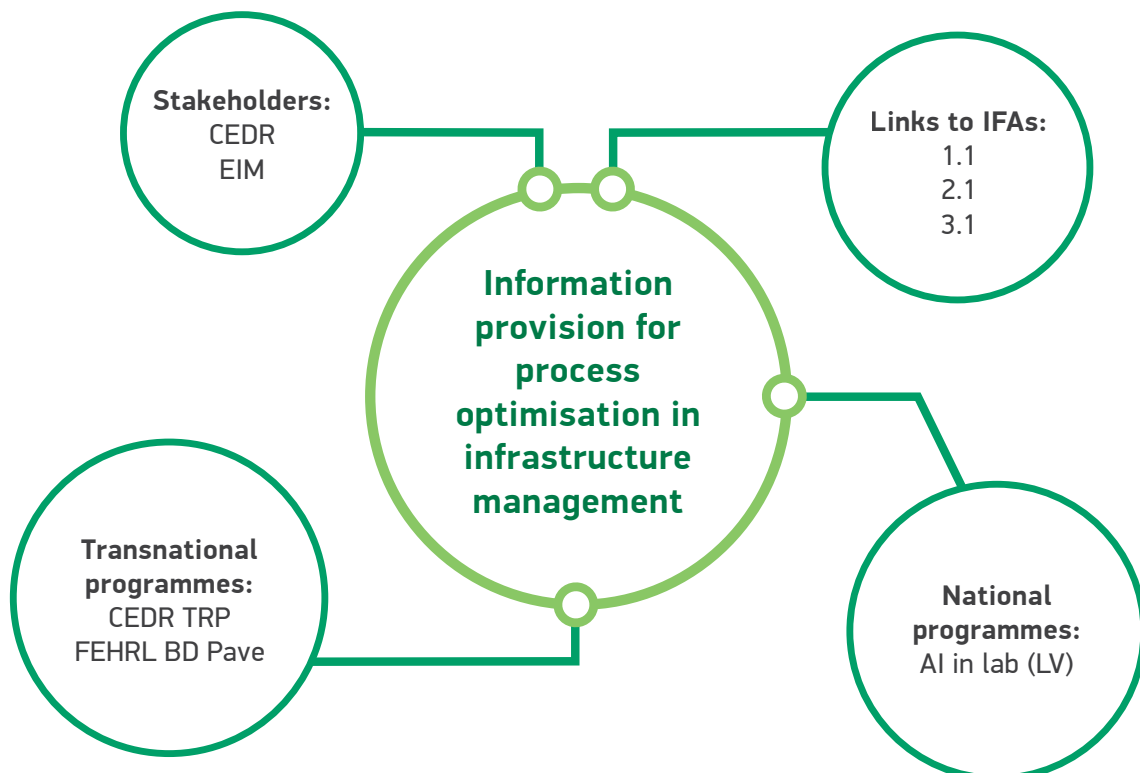 Stakeholders:
CEDR
EIM
Links to IFAs:
1.1
2.1
3.1
Information
provision for
process
optimisation in
infrastructure
management
Transnational
programmes:
CEDR TRP
FEHRL BD Pave
National
programmes:
AI in lab (LV)